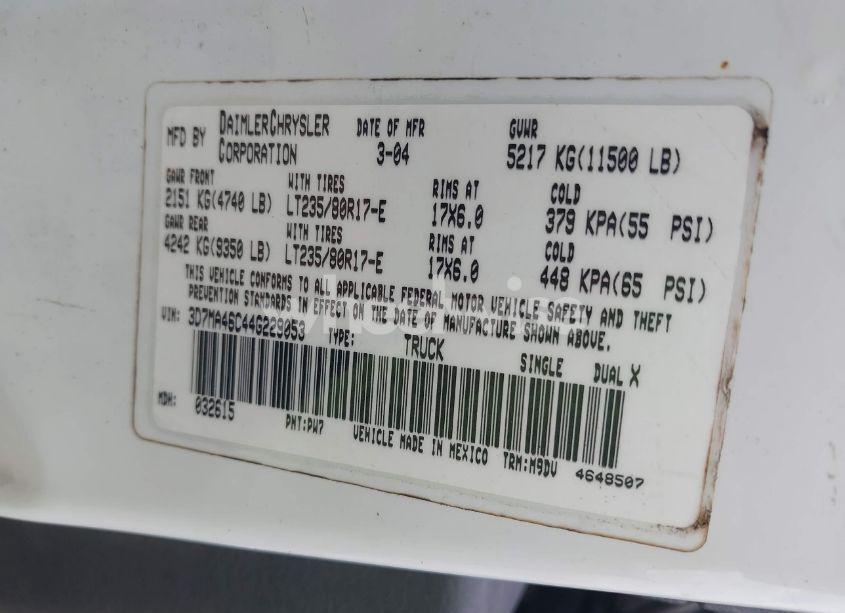 MFD BY DAIMLERCHRYSLER CORPORATION DATE OF MFR 3-04 GVWR 5217 KG(11500 LB)
GAWR FRONT WITH TIRES RIMS AT COLD
2151 KG(4740 LB) LT235/80R17-E 17X6.0 379 KPA(55 PSI)
GAWR REAR WITH TIRES RIMS AT COLD
4242 KG(9350 LB) LT235/80R17-E 17X6.0 448 KPA(65 PSI)
THIS VEHICLE CONFORMS TO ALL APPLICABLE FEDERAL MOTOR VEHICLE SAFETY AND THEFT
PREVENTION STANDARDS IN EFFECT ON THE DATE OF MANUFACTURE SHOWN ABOVE.
VIN: 3D7MA46C44G229053 TYPE: TRUCK SINGLE DUAL X
MDH: 032615 PNT:PW7 VEHICLE MADE IN MEXICO TRM:M9DV 4648507